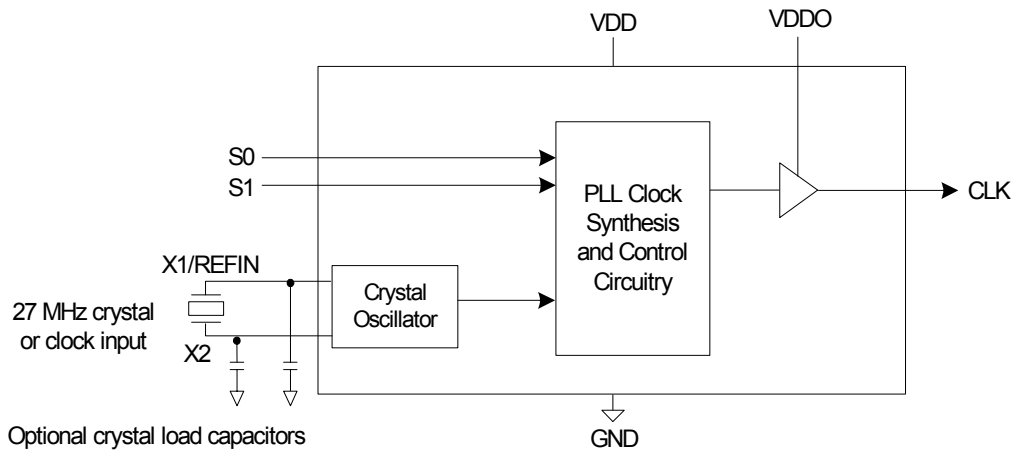 VDD
VDDO
S0
S1
PLL Clock
Synthesis
and Control
Circuitry
CLK
X1/REFIN
Crystal
Oscillator
27 MHz crystal
or clock input
X2
Optional crystal load capacitors
GND